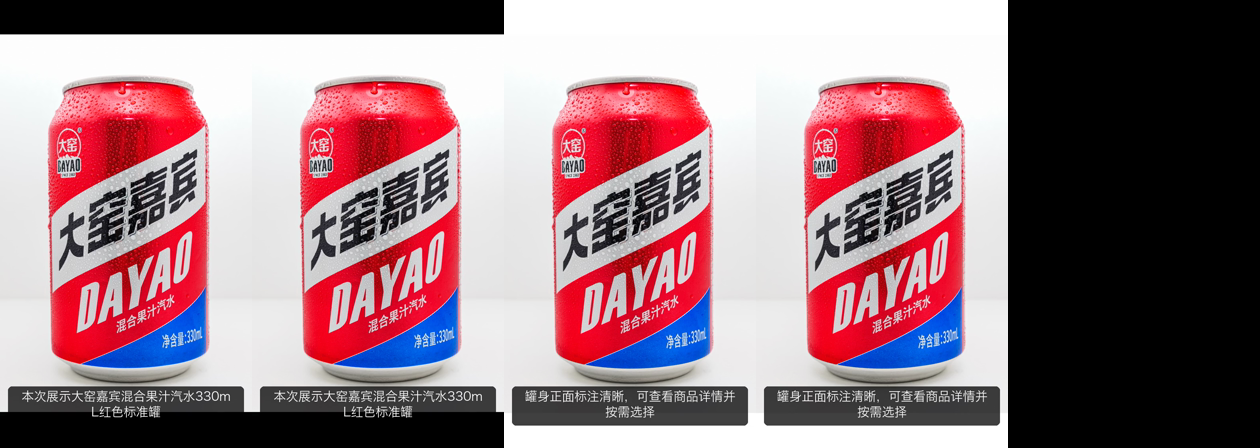 大窑
DAYAO
大窑嘉宾
DAYAO
混合果汁汽水
净含量:330mL
本次展示大窑嘉宾混合果汁汽水330m
L红色标准罐
大窑
DAYAO
大窑嘉宾
DAYAO
混合果汁汽水
净含量:330mL
本次展示大窑嘉宾混合果汁汽水330m
L红色标准罐
大窑
DAYAO
大窑嘉宾
DAYAO
混合果汁汽水
净含量:330mL
罐身正面标注清晰，可查看商品详情并
按需选择
大窑
DAYAO
大窑嘉宾
DAYAO
混合果汁汽水
净含量:330mL
罐身正面标注清晰，可查看商品详情并
按需选择